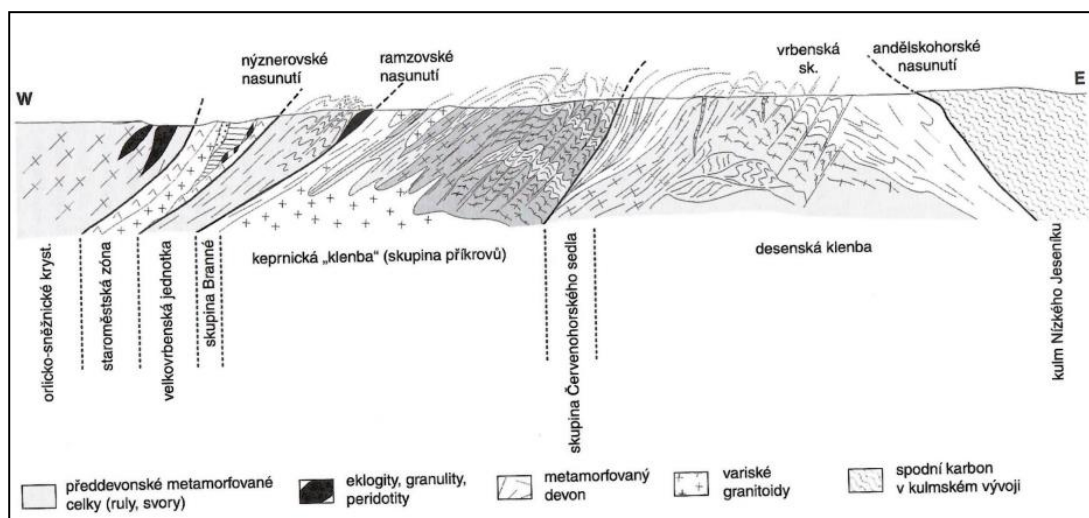 nýznerovské
nasunutí
ramzovské
nasunutí
vrbenská
sk.
andělskohorské
nasunutí
W
E
orlicko-sněžnické kryst.
staroměstská zóna
velkovrbenská jednotka
skupina Branné
keprnická „klenba“ (skupina příkrovů)
skupina Červenohorského sedla
desenská klenba
kulm Nízkého Jeseníku
předdevonské metamorfované
celky (ruly, svory)
eklogity, granulity,
peridotity
metamorfovaný
devon
variské
granitoidy
spodní karbon
v kulmském vývoji